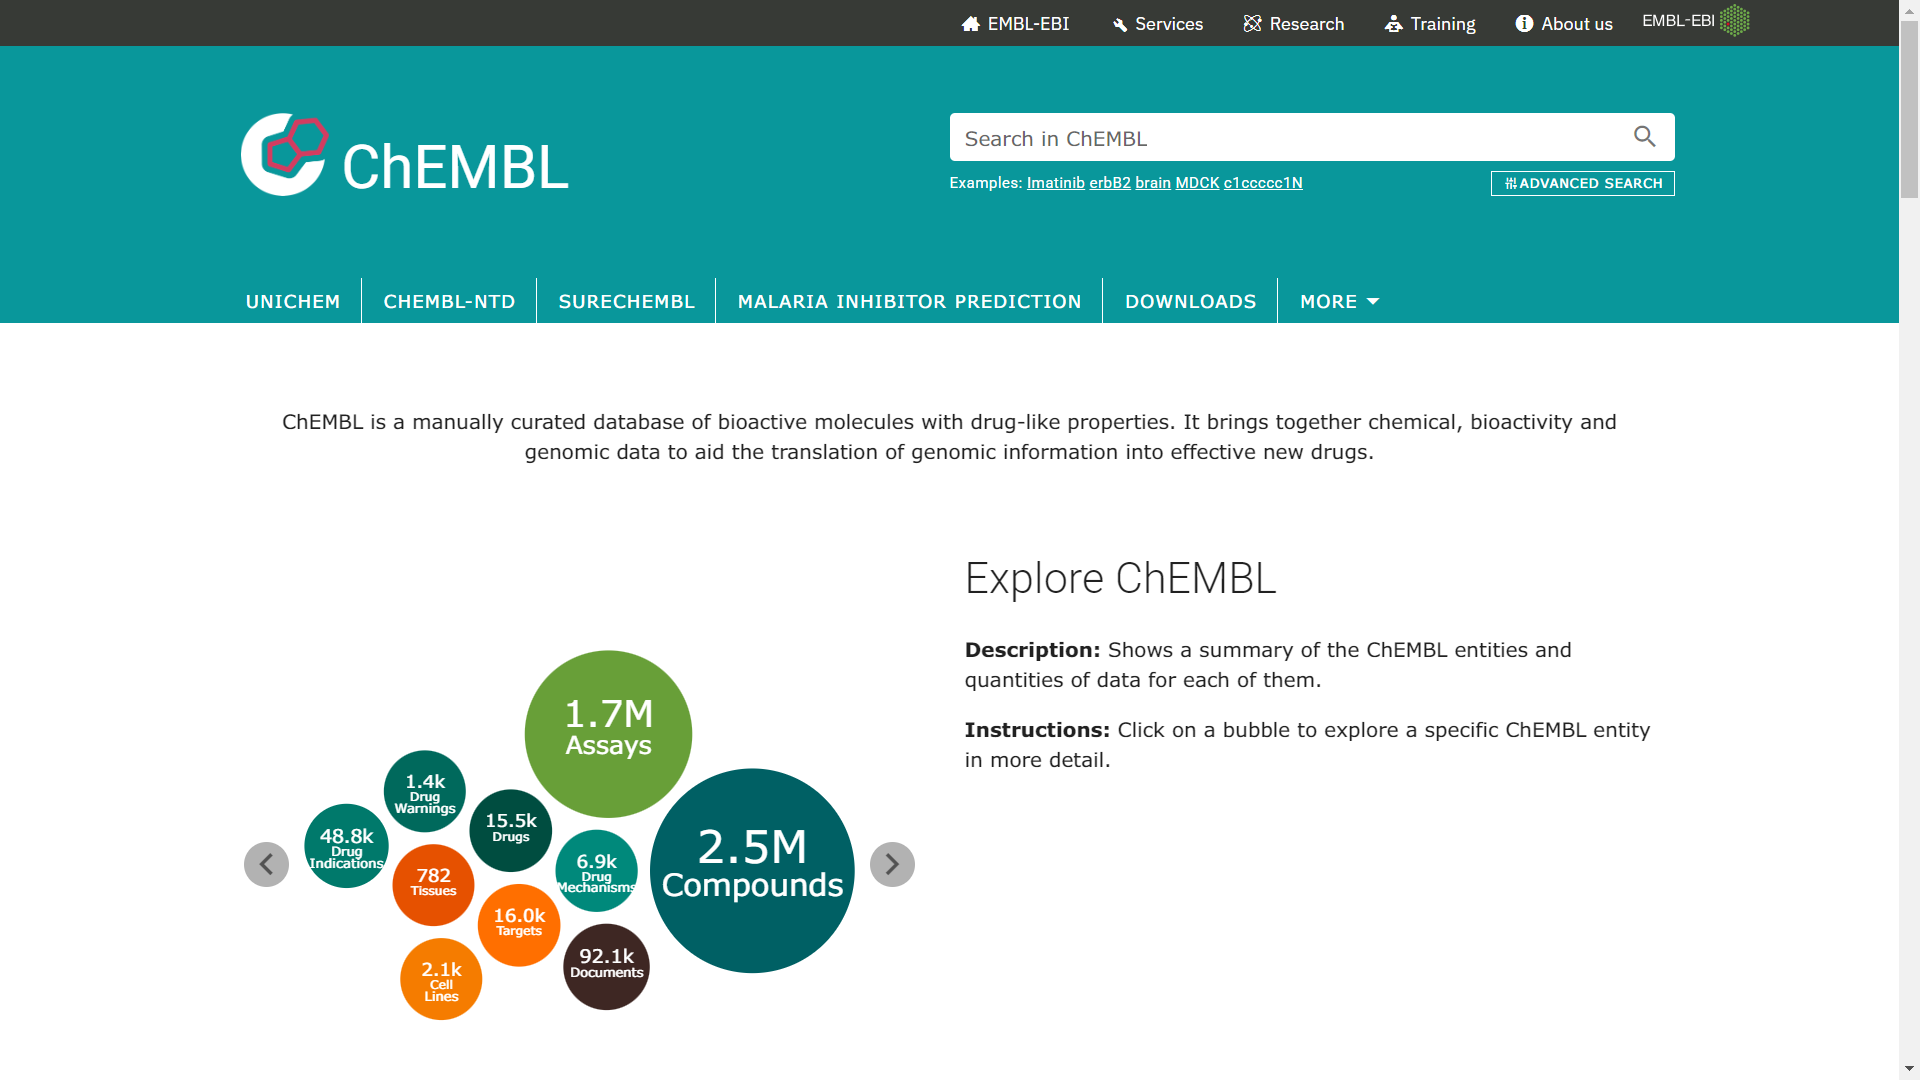 EMBL-EBI
Services
Research
Training
About us
EMBL-EBI
ChEMBL
Search in ChEMBL
Examples: Imatinib erbB2 brain MDCK c1ccccc1N
ADVANCED SEARCH
UNICHEM
CHEMBL-NTD
SURECHEMBL
MALARIA INHIBITOR PREDICTION
DOWNLOADS
MORE
ChEMBL is a manually curated database of bioactive molecules with drug-like properties. It brings together chemical, bioactivity and
genomic data to aid the translation of genomic information into effective new drugs.
Explore ChEMBL
Description: Shows a summary of the ChEMBL entities and
quantities of data for each of them.
Instructions: Click on a bubble to explore a specific ChEMBL entity
in more detail.
1.7M
Assays
1.4k
Drug
Warnings
15.5k
Drugs
48.8k
Drug
Indications
6.9k
Drug
Mechanisms
2.5M
Compounds
782
Tissues
16.0k
Targets
92.1k
Documents
2.1k
Cell
Lines